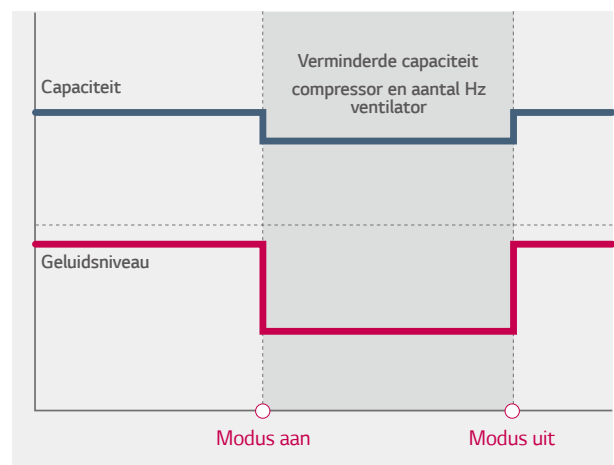 Verminderde capaciteit
compressor en aantal Hz
ventilator
Capaciteit
Geluidsniveau
Modus aan
Modus uit